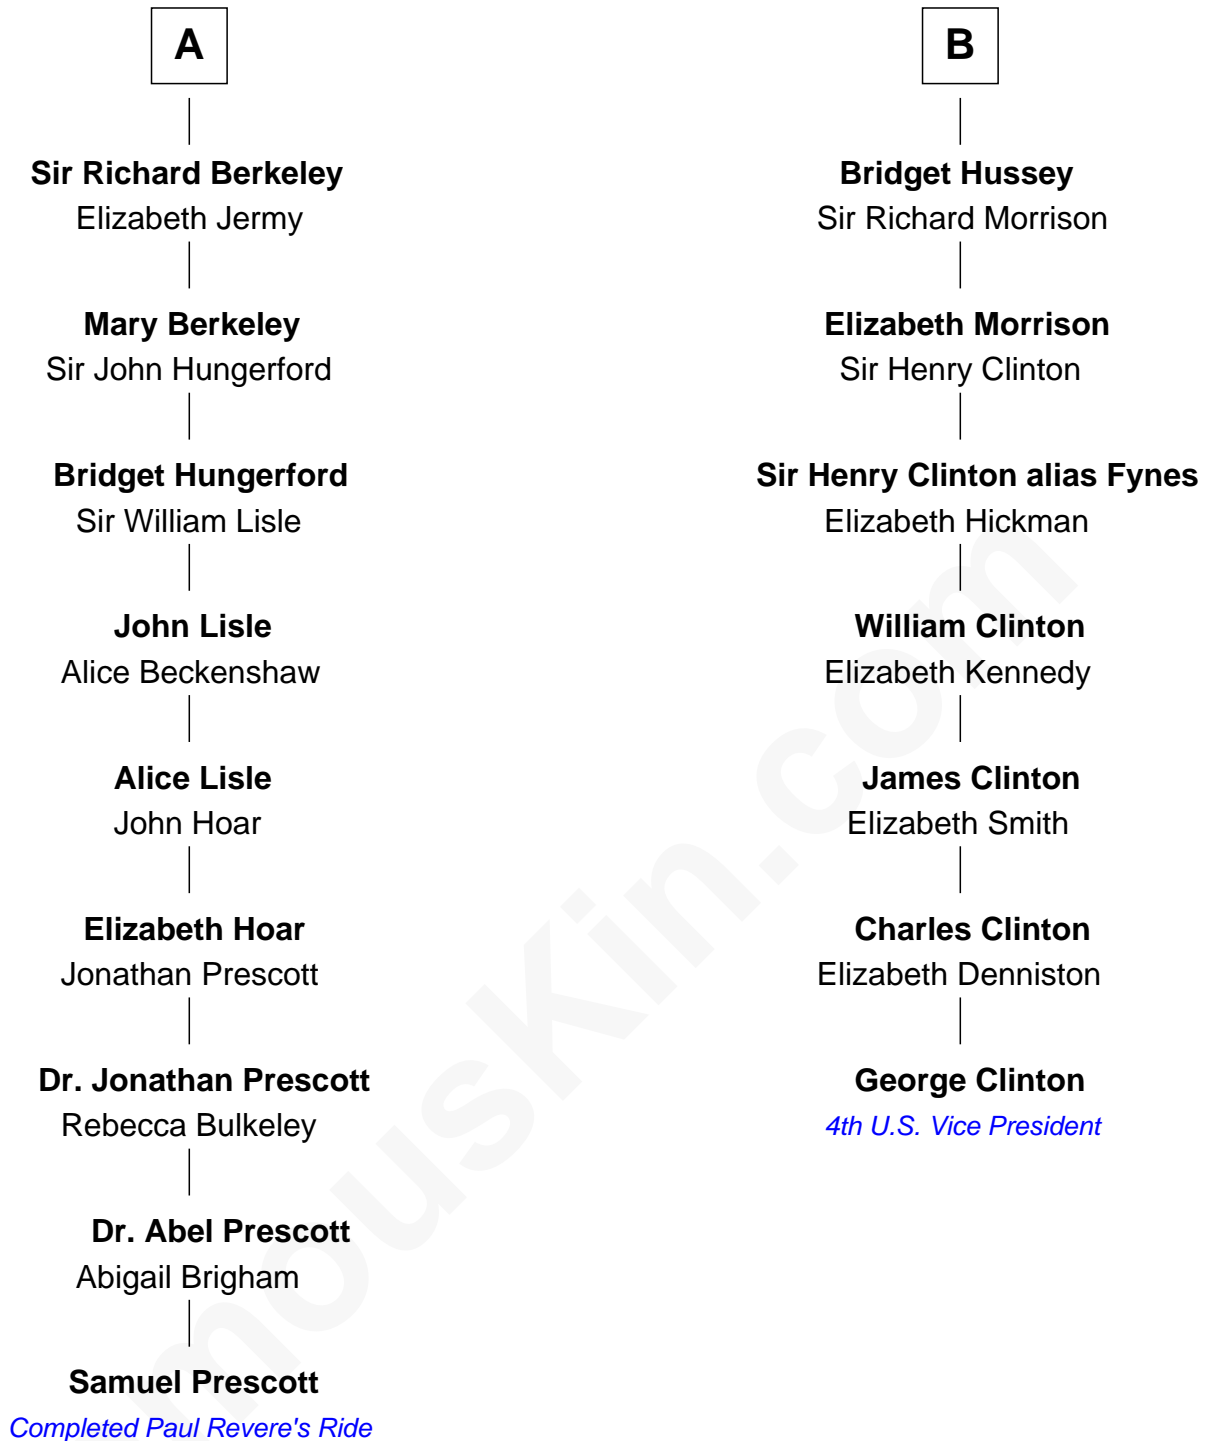 A
Sir Richard Berkeley
Elizabeth Jermy
Mary Berkeley
Sir John Hungerford
Bridget Hungerford
Sir William Lisle
John Lisle
Alice Beckenshaw
Alice Lisle
John Hoar
Elizabeth Hoar
Jonathan Prescott
Dr. Jonathan Prescott
Rebecca Bulkeley
Dr. Abel Prescott
Abigail Brigham
Samuel Prescott
Completed Paul Revere's Ride
B
Bridget Hussey
Sir Richard Morrison
Elizabeth Morrison
Sir Henry Clinton
Sir Henry Clinton alias Fynes
Elizabeth Hickman
William Clinton
Elizabeth Kennedy
James Clinton
Elizabeth Smith
Charles Clinton
Elizabeth Denniston
George Clinton
4th U.S. Vice President
mousKin.com